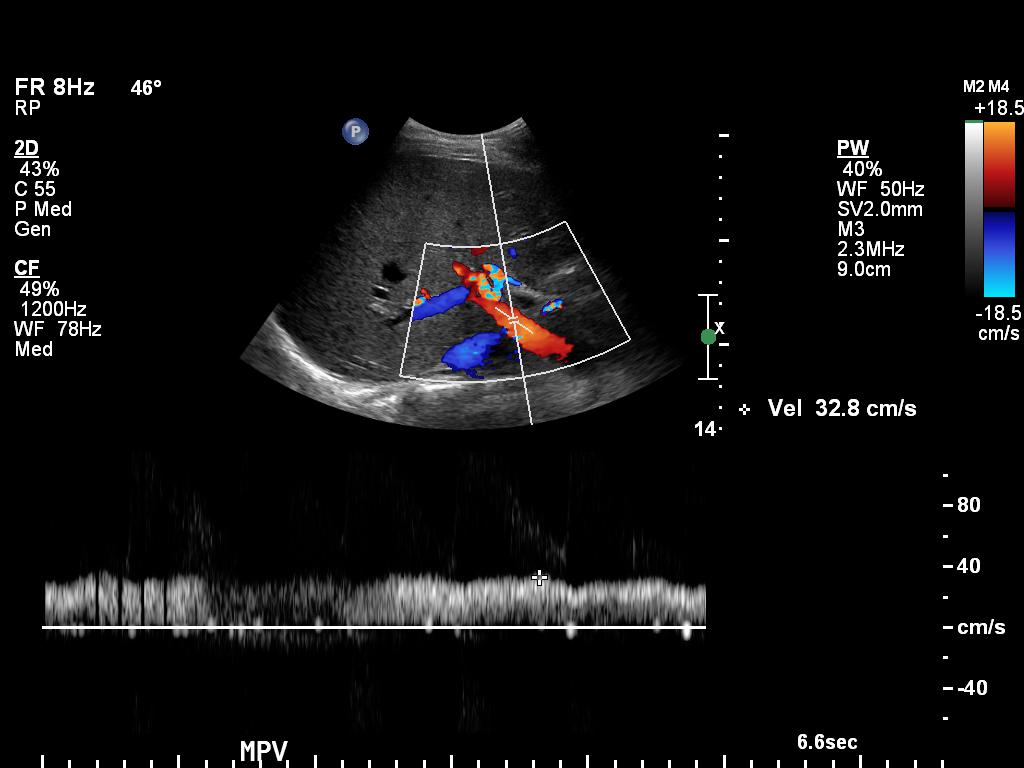 FR 8Hz 46°
RP
2D
43%
C 55
P Med
Gen
CF
49%
1200Hz
WF 78Hz
Med
P
M2 M4
+18.5
PW
40%
WF 50Hz
SV2.0mm
M3
2.3MHz
9.0cm
-18.5
cm/s
x
Vel 32.8 cm/s
14
80
40
cm/s
-40
6.6sec
MPV